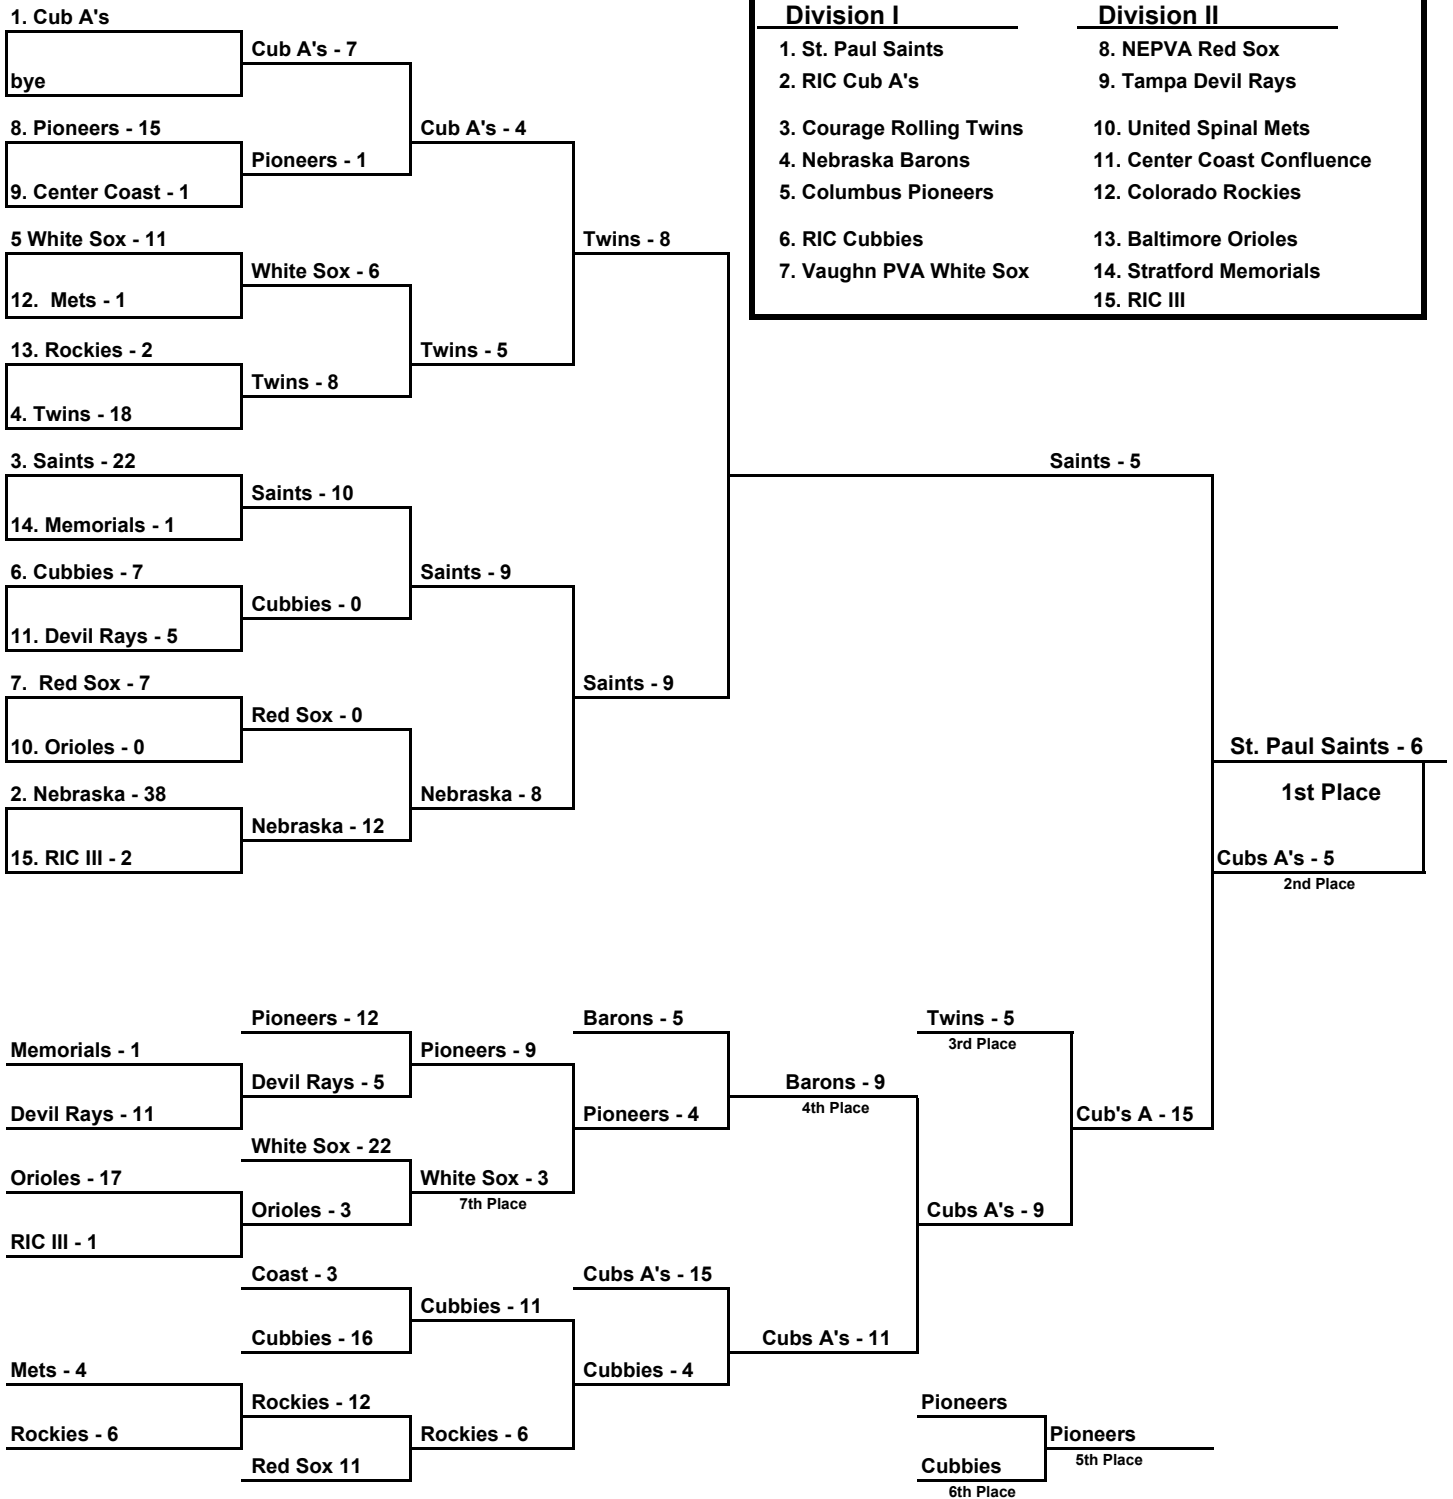 1. Cub A's
bye
8. Pioneers - 15
9. Center Coast - 1
5 White Sox - 11
12.  Mets - 1
13. Rockies - 2
4. Twins - 18
3. Saints - 22
14. Memorials - 1
6. Cubbies - 7
11. Devil Rays - 5
7.  Red Sox - 7
10. Orioles - 0
2. Nebraska - 38
15. RIC III - 2
Cub A's - 7
Pioneers - 1
White Sox - 6
Twins - 8
Saints - 10
Cubbies - 0
Red Sox - 0
Nebraska - 12
Cub A's - 4
Twins - 5
Saints - 9
Nebraska - 8
Twins - 8
Saints - 9
Saints - 5
Division I
1. St. Paul Saints
2. RIC Cub A's
3. Courage Rolling Twins
4. Nebraska Barons
5. Columbus Pioneers
6. RIC Cubbies
7. Vaughn PVA White Sox
Division II
8. NEPVA Red Sox
9. Tampa Devil Rays
10. United Spinal Mets
11. Center Coast Confluence
12. Colorado Rockies
13. Baltimore Orioles
14. Stratford Memorials
15. RIC III
St. Paul Saints - 6
1st Place
Cubs A's - 5
2nd Place
Memorials - 1
Devil Rays - 11
Orioles - 17
RIC III - 1
Mets - 4
Rockies - 6
Pioneers - 12
Devil Rays - 5
White Sox - 22
Orioles - 3
Coast - 3
Cubbies - 16
Rockies - 12
Red Sox 11
Pioneers - 9
White Sox - 3
7th Place
Cubbies - 11
Rockies - 6
Barons - 5
Pioneers - 4
Cubs A's - 15
Cubbies - 4
Barons - 9
4th Place
Cubs A's - 11
Twins - 5
3rd Place
Cubs A's - 9
Cub's A - 15
Pioneers
Cubbies
6th Place
Pioneers
5th Place